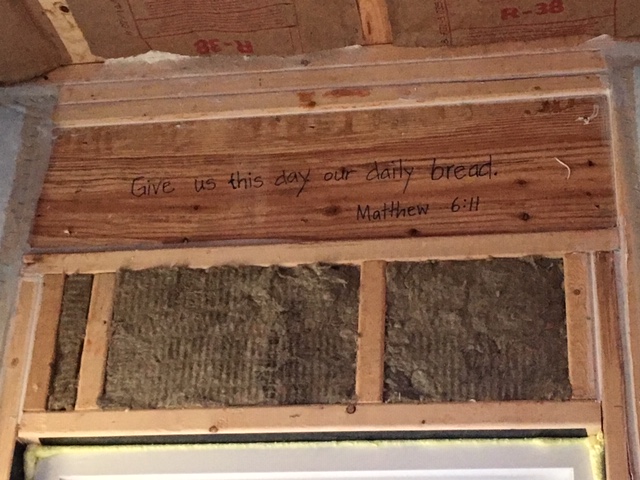 R-38
R-38
Give us this day our daily bread.
Matthew 6:11